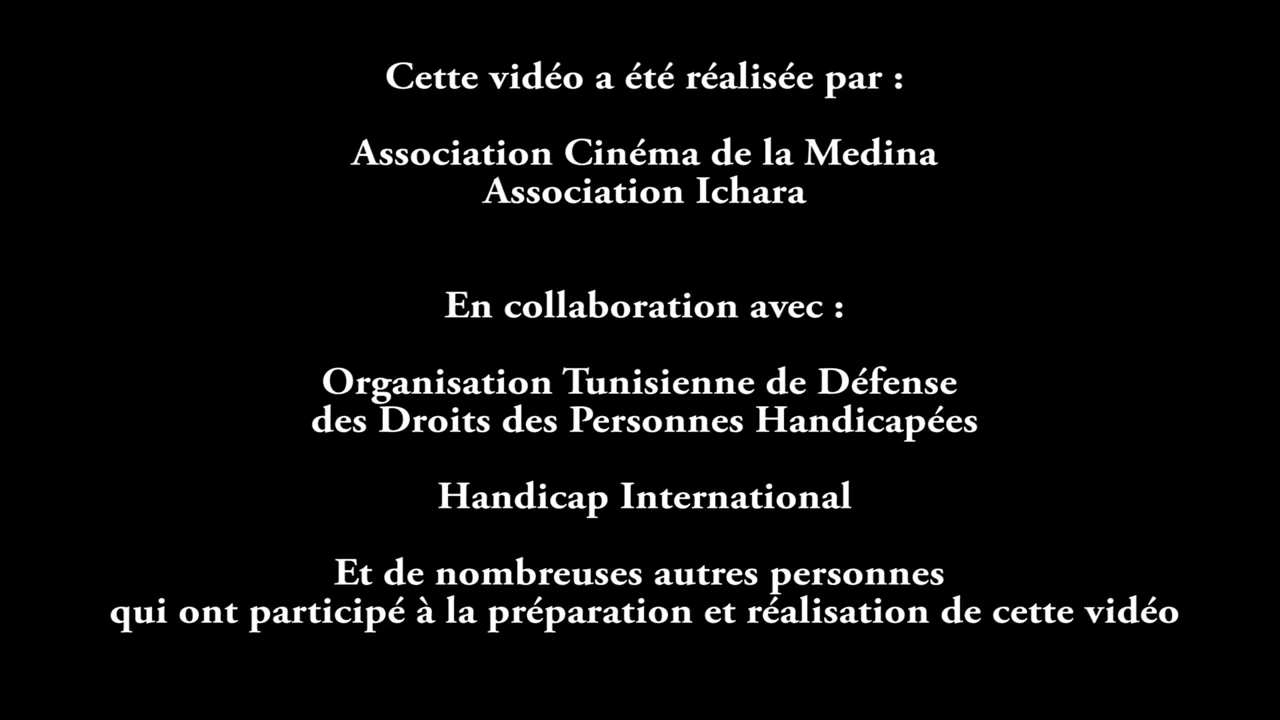 Cette vidéo a été réalisée par :
Association Cinéma de la Medina
Association Ichara
En collaboration avec :
Organisation Tunisienne de Défense
des Droits des Personnes Handicapées
Handicap International
Et de nombreuses autres personnes
qui ont participé à la préparation et réalisation de cette vidéo